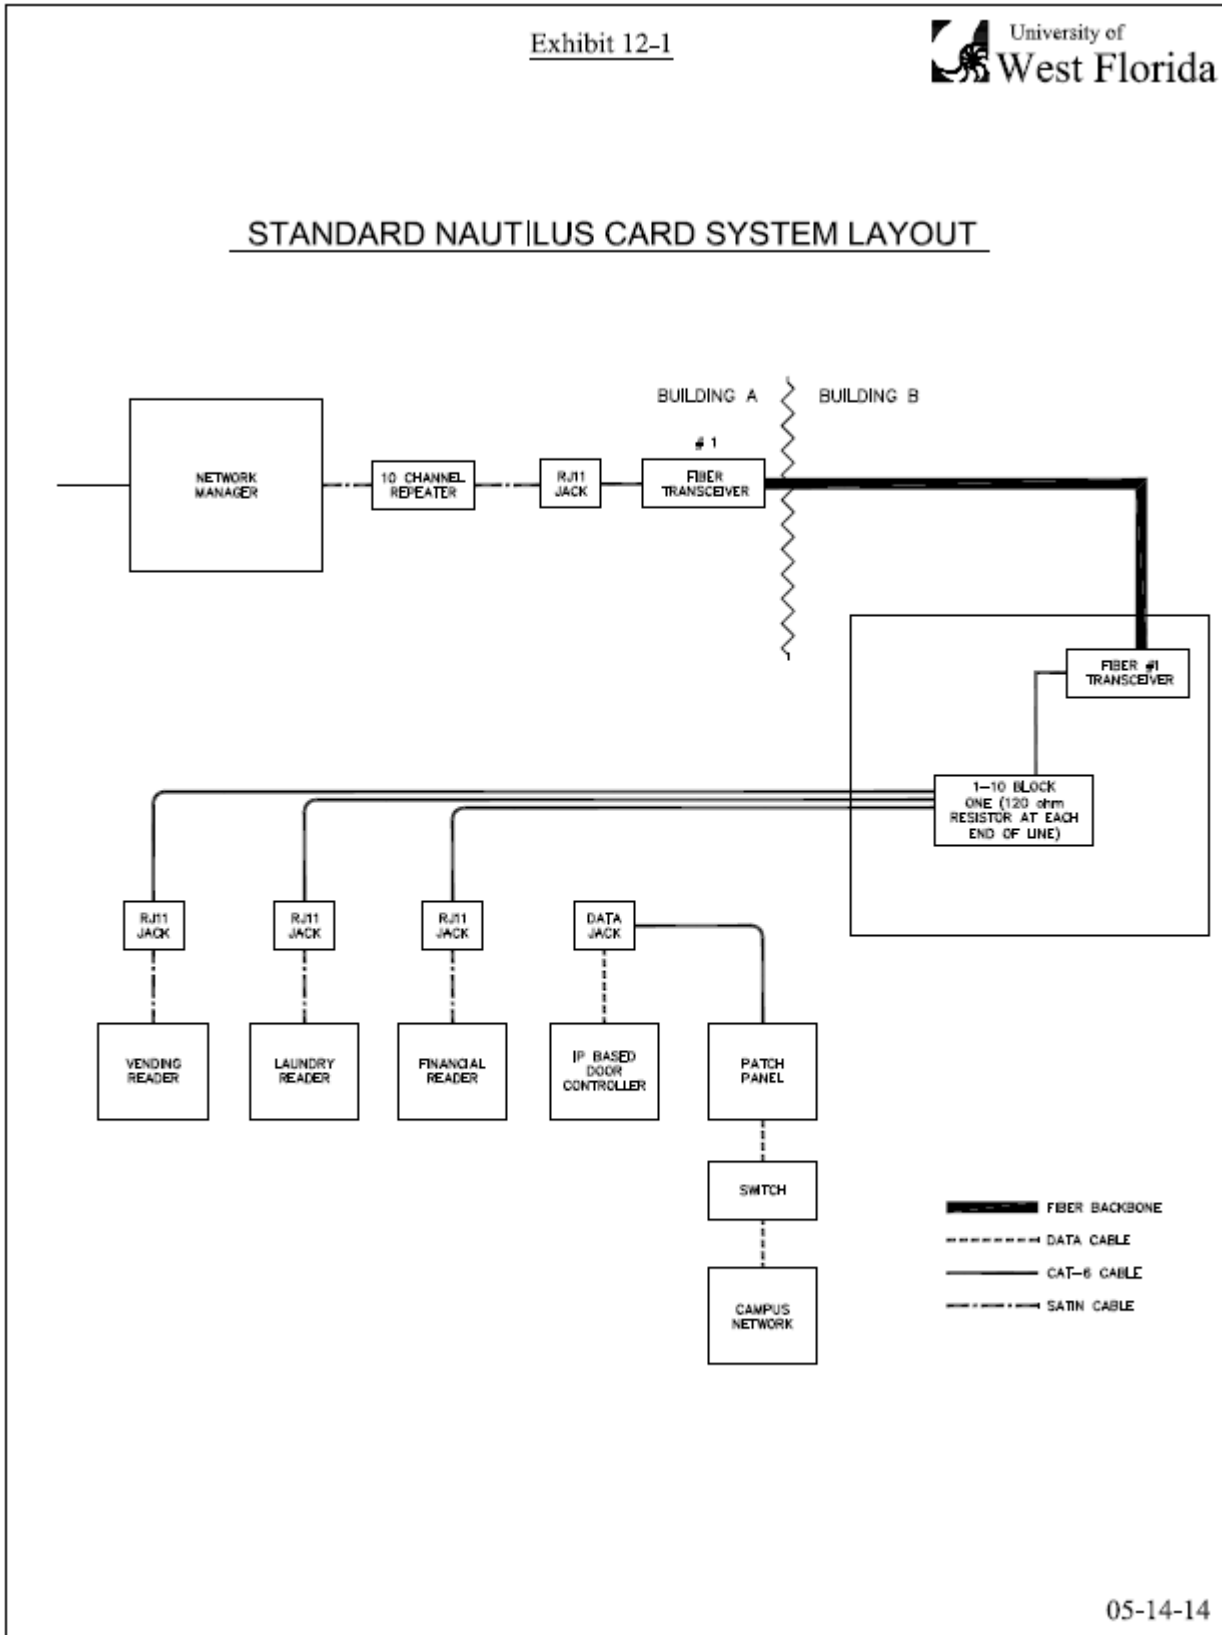 Exhibit 12-1
University of
West Florida
STANDARD NAUTILUS CARD SYSTEM LAYOUT
BUILDING A
BUILDING B
# 1
NETWORK
MANAGER
10 CHANNEL
REPEATER
RJ11
JACK
FIBER
TRANSCEIVER
FIBER #1
TRANSCEIVER
1-10 BLOCK
ONE (120 ohm
RESISTOR AT EACH
END OF LINE)
RJ11
JACK
RJ11
JACK
RJ11
JACK
DATA
JACK
VENDING
READER
LAUNDRY
READER
FINANCIAL
READER
IP BASED
DOOR
CONTROLLER
PATCH
PANEL
SWITCH
CAMPUS
NETWORK
FIBER BACKBONE
DATA CABLE
CAT-6 CABLE
SATIN CABLE
05-14-14